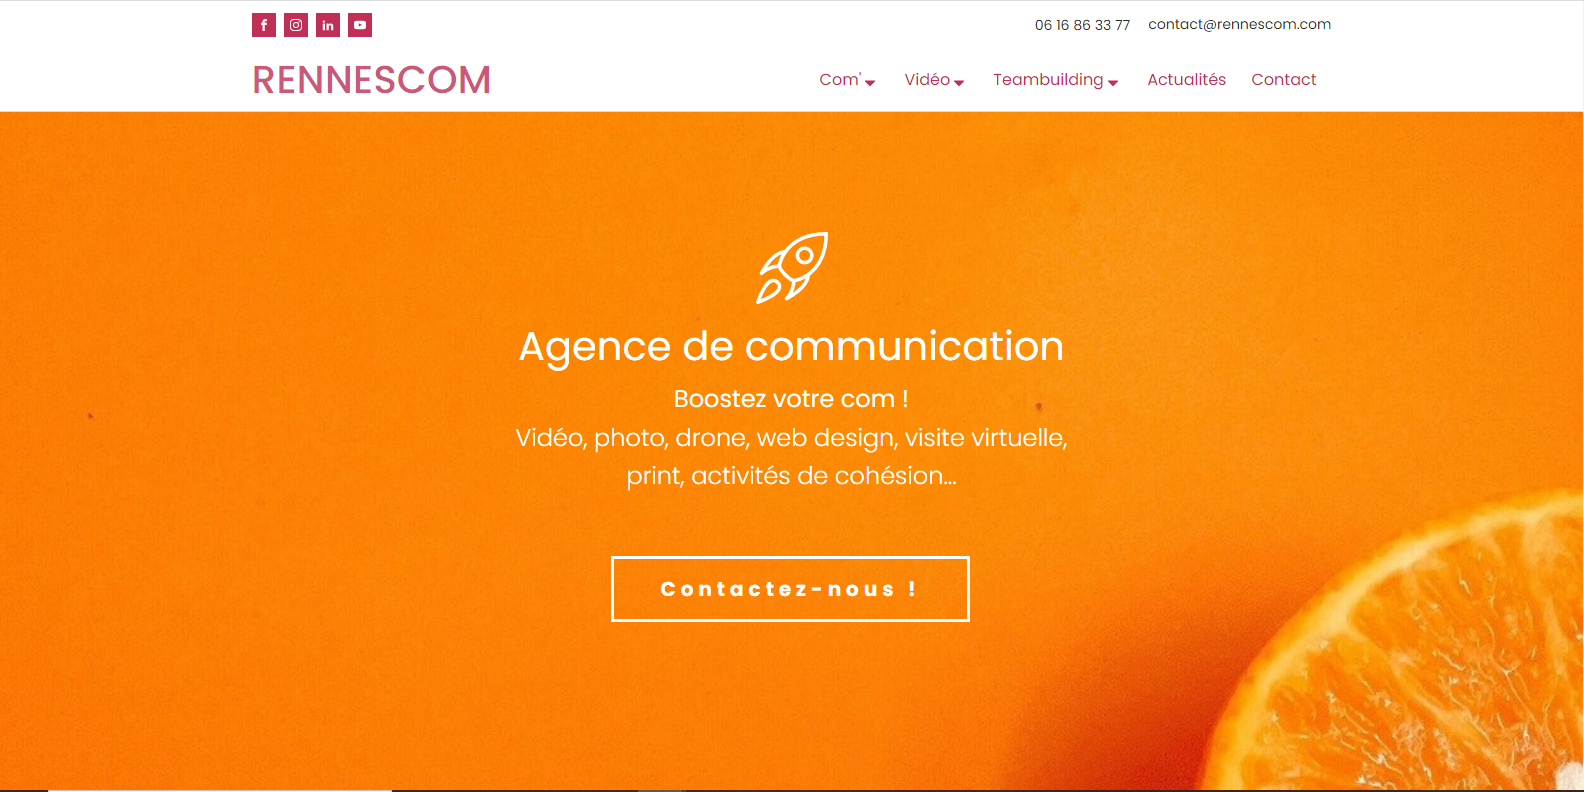 06 16 86 33 77 contact@rennescom.com
RENNESCOM
Com' Vidéo Teambuilding Actualités Contact
Agence de communication
Boostez votre com !
Vidéo, photo, drone, web design, visite virtuelle,
print, activités de cohésion...
Contactez-nous !